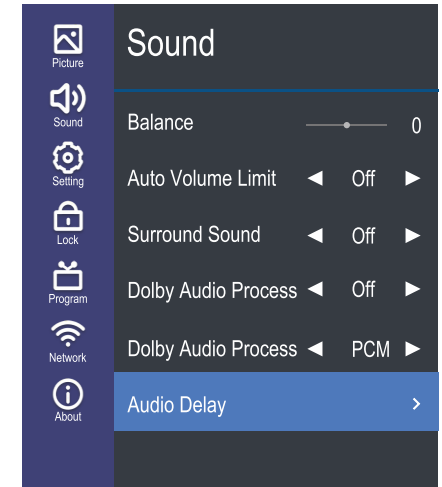 Picture
Sound
Setting
Lock
Program
Network
About
Sound
Balance 0
Auto Volume Limit Off
Surround Sound Off
Dolby Audio Process Off
Dolby Audio Process PCM
Audio Delay